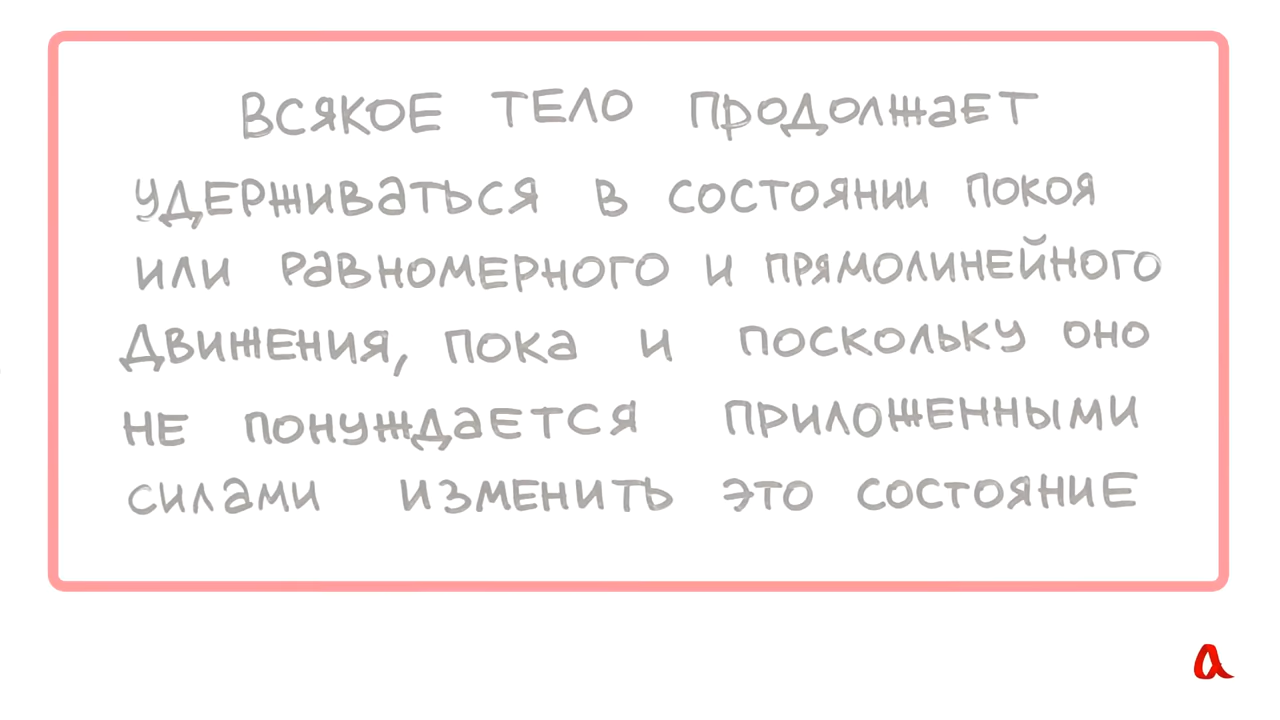 ВСЯКОЕ ТЕЛО ПРОДОЛЖАЕТ
УДЕРЖИВАТЬСЯ В СОСТОЯНИИ ПОКОЯ
ИЛИ РАВНОМЕРНОГО И ПРЯМОЛИНЕЙНОГО
ДВИЖЕНИЯ, ПОКА И ПОСКОЛЬКУ ОНО
НЕ ПОНУЖДАЕТСЯ ПРИЛОЖЕННЫМИ
СИЛАМИ ИЗМЕНИТЬ ЭТО СОСТОЯНИЕ
a